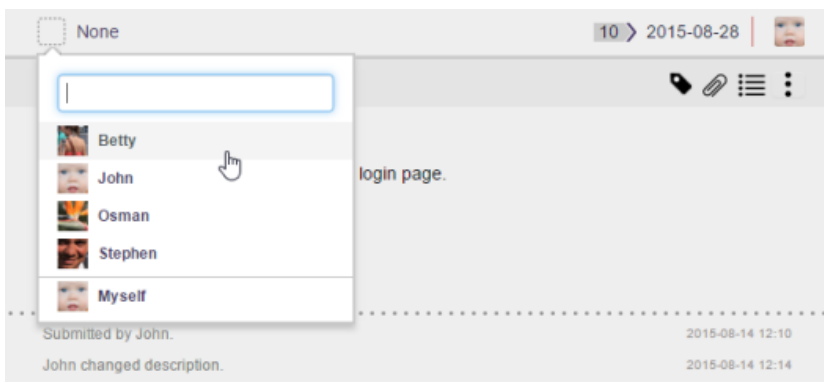 None
10 2015-08-28
Betty
John
login page.
Osman
Stephen
Myself
Submitted by John. 2015-08-14 12:10
John changed description. 2015-08-14 12:14